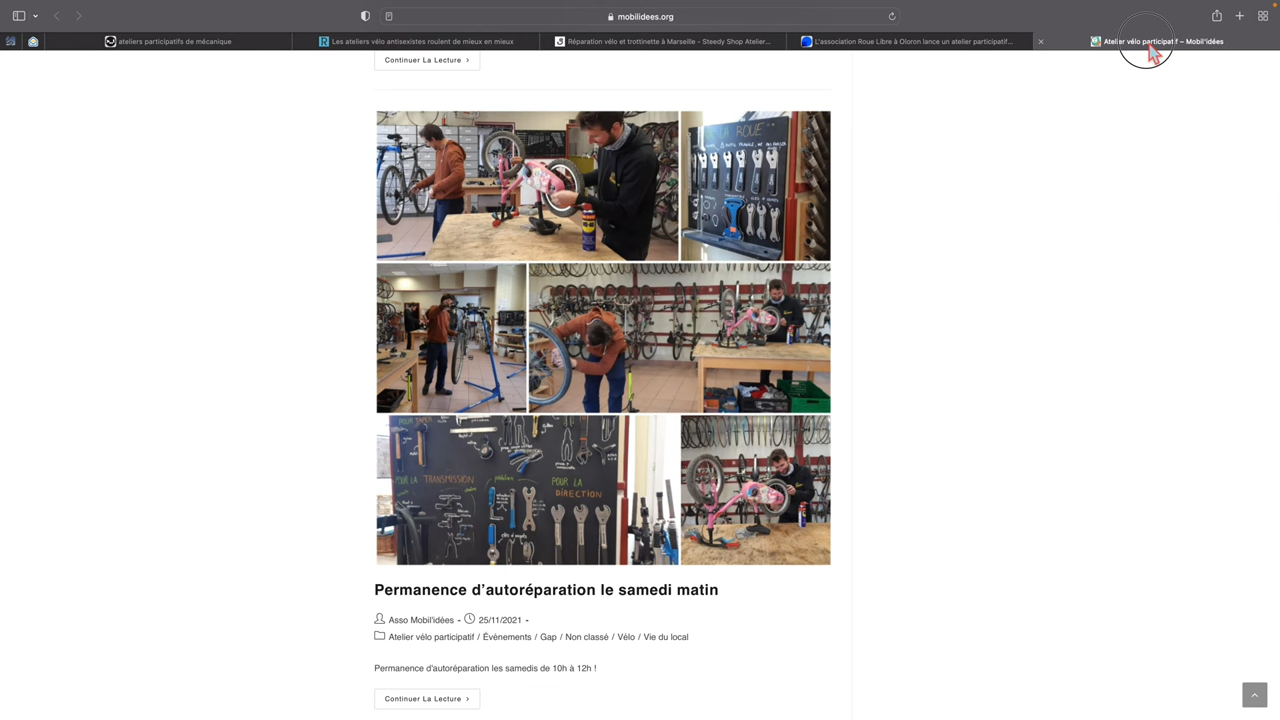 mobilidees.org
ateliers participatifs de mécanique
Les ateliers vélo antisexistes roulent de mieux en mieux
Réparation vélo et trottinette à Marseille - Steedy Shop Atelier...
L'association Roue Libre à Oloron lance un atelier participatif...
Atelier vélo participatif – Mobil'idées
Continuer La Lecture >
LA ROUE
POUR LA TRANSMISSION
POUR LA DIRECTION
Permanence d'autoréparation le samedi matin
Asso Mobil'idées - 25/11/2021 -
Atelier vélo participatif / Événements / Gap / Non classé / Vélo / Vie du local
Permanence d'autoréparation les samedis de 10h à 12h !
Continuer La Lecture >